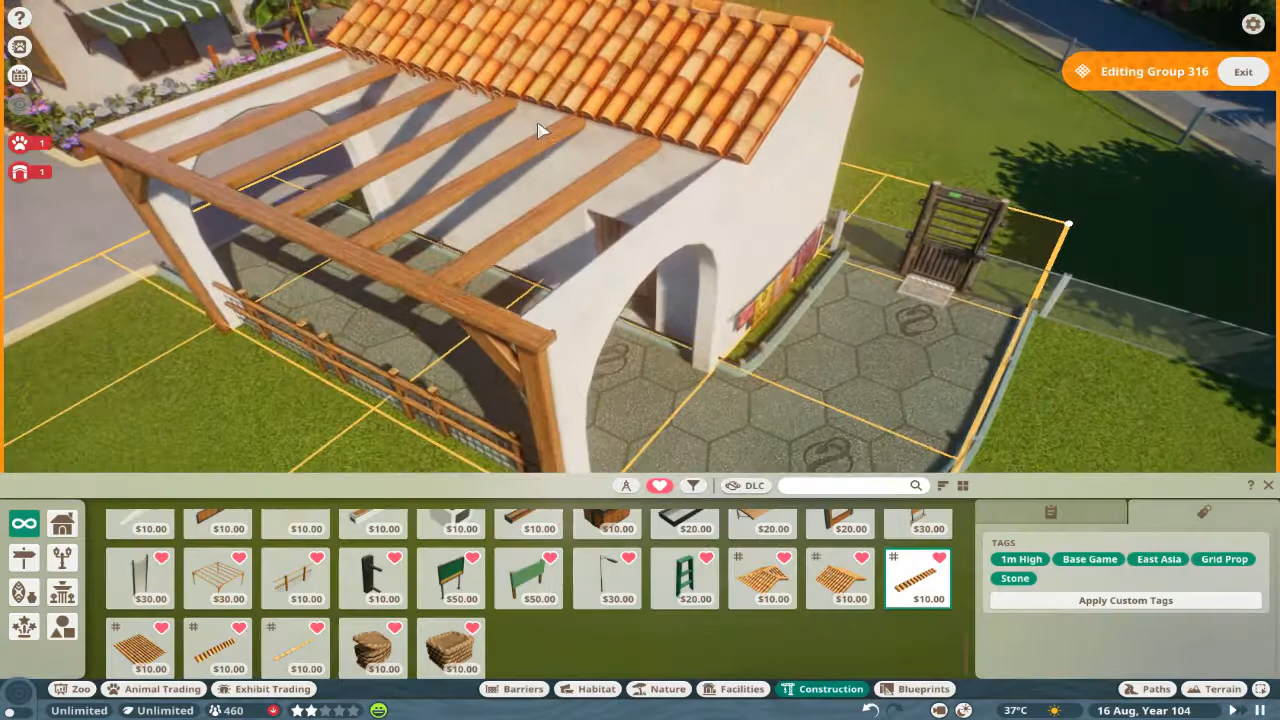 ?
Editing Group 316
Exit
1
1
DLC
?
$10.00 $10.00 $10.00 $10.00 $10.00 $10.00 $10.00 $20.00 $20.00 $20.00 $30.00
$30.00 $30.00 $30.00 $10.00 $50.00 $50.00 $30.00 $20.00 # $10.00 # $10.00 # $10.00
# $10.00 # $10.00 # $10.00 $10.00 $10.00
TAGS
1m High Base Game East Asia Grid Prop
Stone
Apply Custom Tags
Zoo Animal Trading Exhibit Trading Barriers Habitat Nature Facilities Construction Blueprints Paths Terrain
Unlimited Unlimited 460 37°C 16 Aug, Year 104